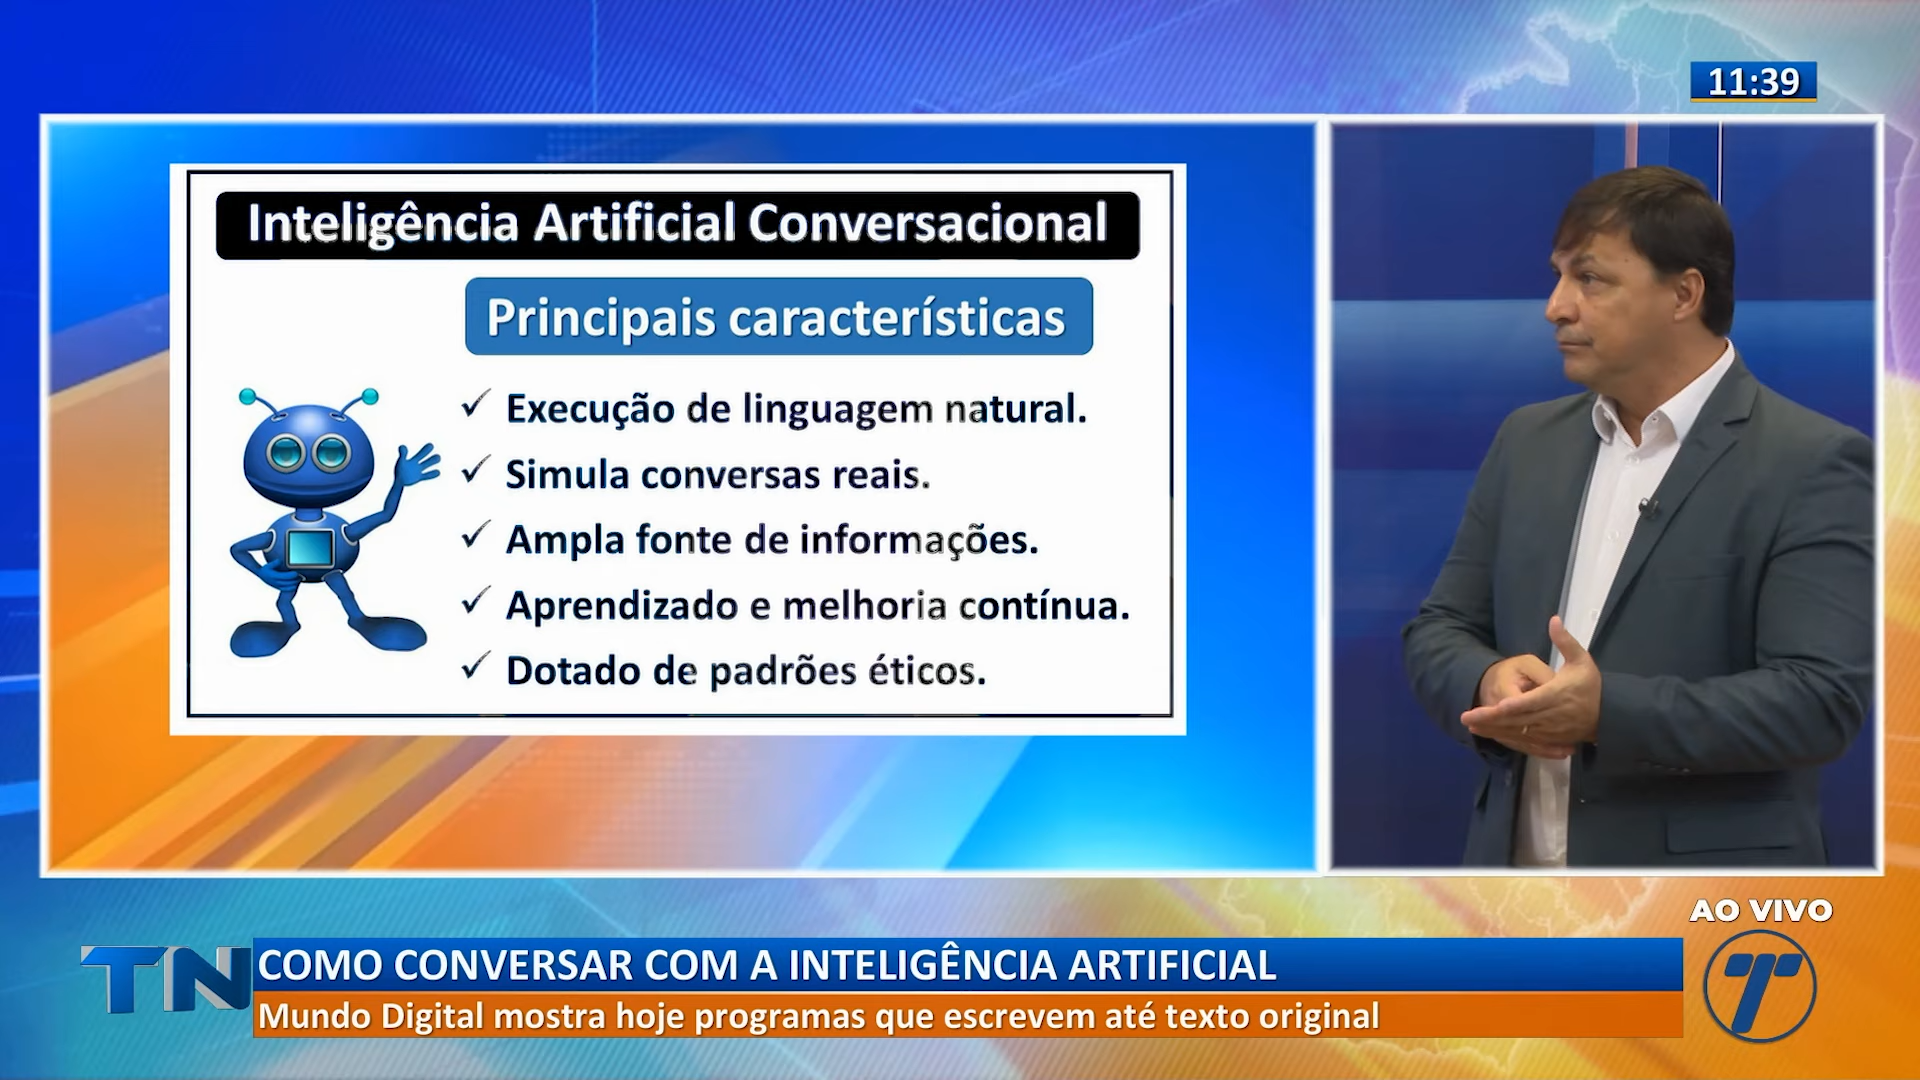 11:39
Inteligência Artificial Conversacional
Principais características
✓ Execução de linguagem natural.
✓ Simula conversas reais.
✓ Ampla fonte de informações.
✓ Aprendizado e melhoria contínua.
✓ Dotado de padrões éticos.
AO VIVO
TN
COMO CONVERSAR COM A INTELIGÊNCIA ARTIFICIAL
Mundo Digital mostra hoje programas que escrevem até texto original
T